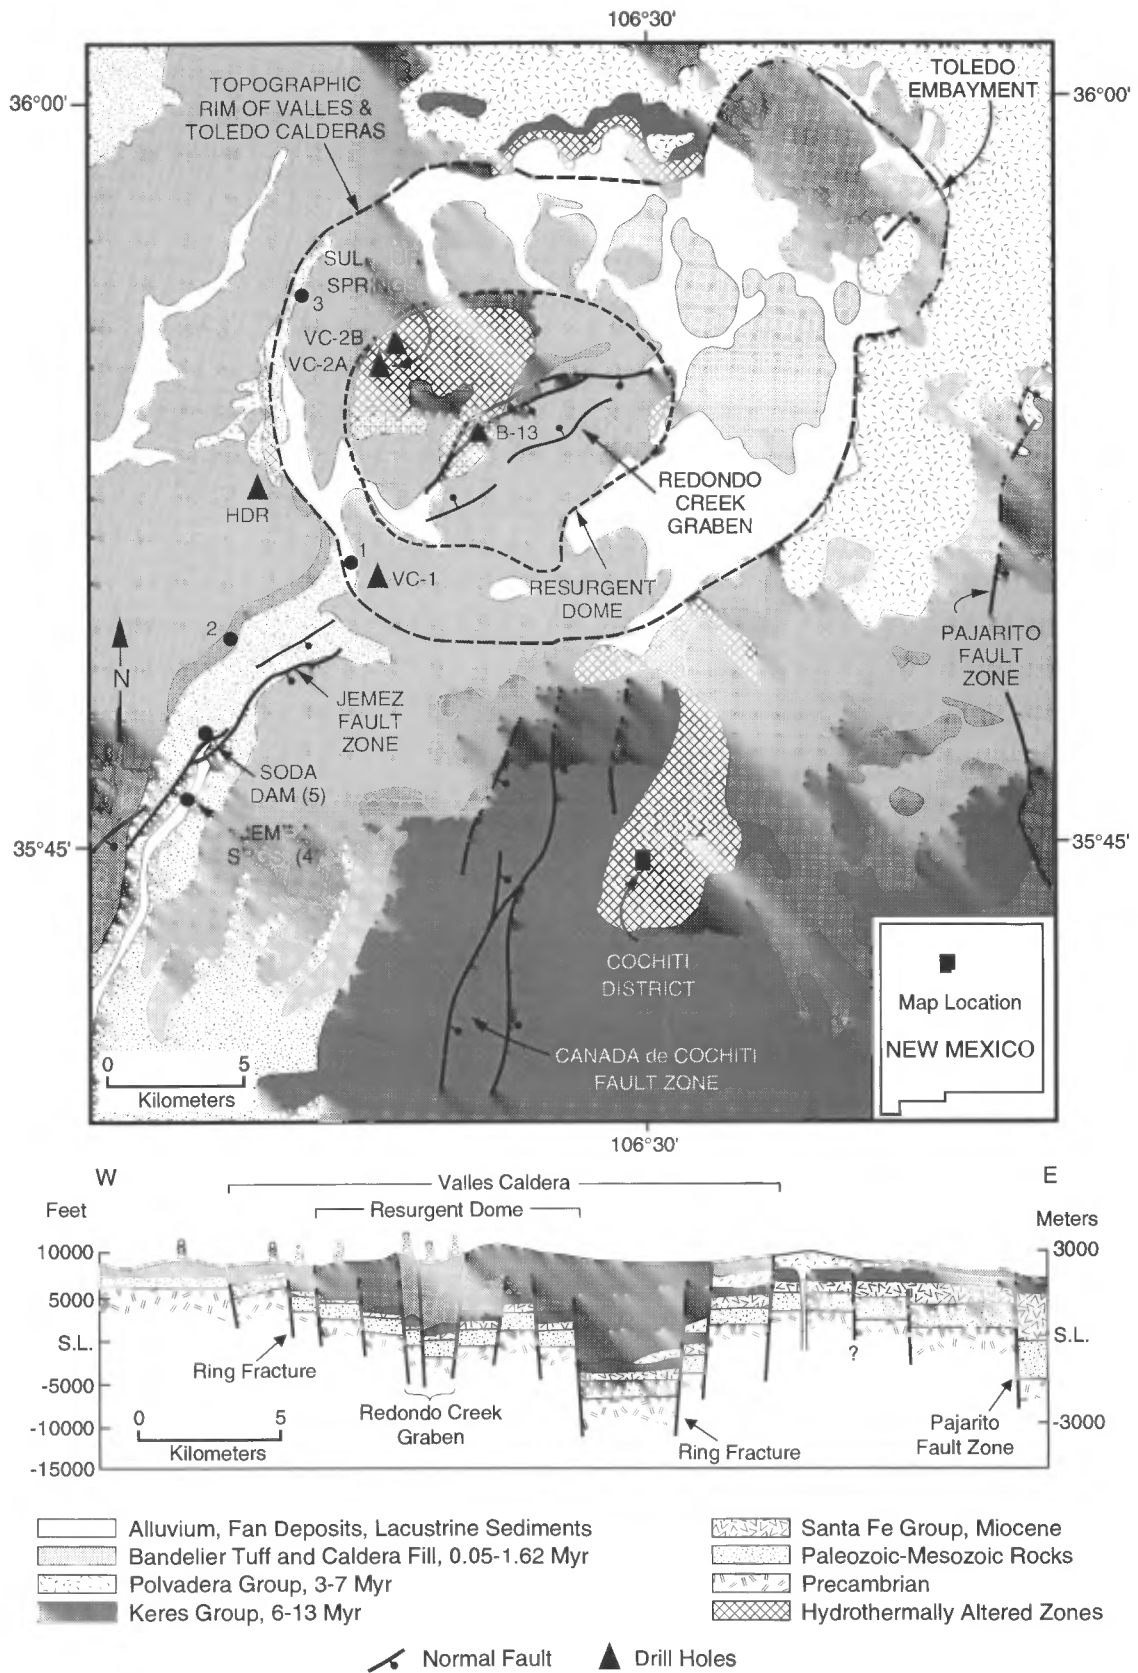 106°30'
36°00'
36°00'
TOPOGRAPHIC
RIM OF VALLES &
TOLEDO CALDERAS
TOLEDO
EMBAYMENT
SUL
SPRINGS
3
VC-2B
VC-2A
B-13
HDR
REDONDO
CREEK
GRABEN
1
VC-1
RESURGENT
DOME
2
N
PAJARITO
FAULT
ZONE
JEMEZ
FAULT
ZONE
SODA
DAM (5)
35°45'
35°45'
COCHITI
DISTRICT
CANADA de COCHITI
FAULT ZONE
0 5
Kilometers
Map Location
NEW MEXICO
106°30'
W
E
Valles Caldera
Resurgent Dome
Feet
Meters
10000
3000
5000
S.L.
S.L.
?
-5000
-10000
-3000
-15000
Ring Fracture
Redondo Creek
Graben
Ring Fracture
Pajarito
Fault Zone
0 5
Kilometers
Alluvium, Fan Deposits, Lacustrine Sediments
Bandelier Tuff and Caldera Fill, 0.05-1.62 Myr
Polvadera Group, 3-7 Myr
Keres Group, 6-13 Myr
Santa Fe Group, Miocene
Paleozoic-Mesozoic Rocks
Precambrian
Hydrothermally Altered Zones
Normal Fault
Drill Holes